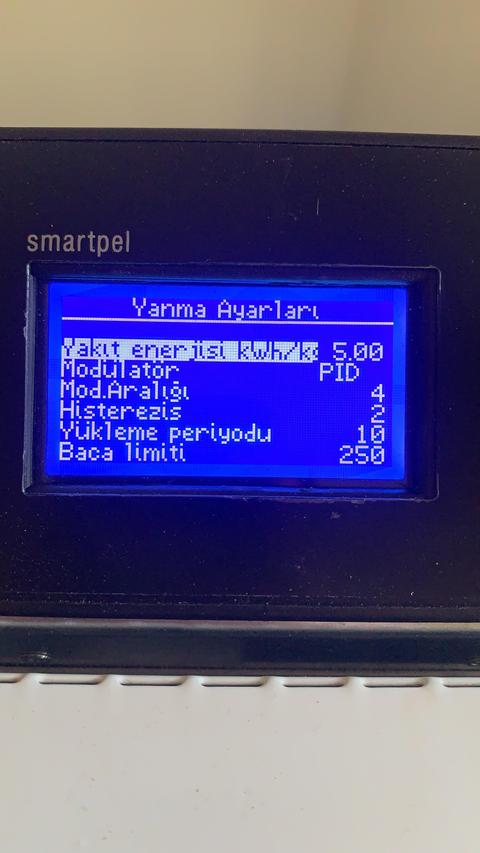 smartpel
Yanma Ayarları
Yakıt enerjisi kWh/k 5.00
Modülatör PID
Mod.Aralığı 4
Histerezis 2
Yükleme periyodu 10
Baca limiti 250